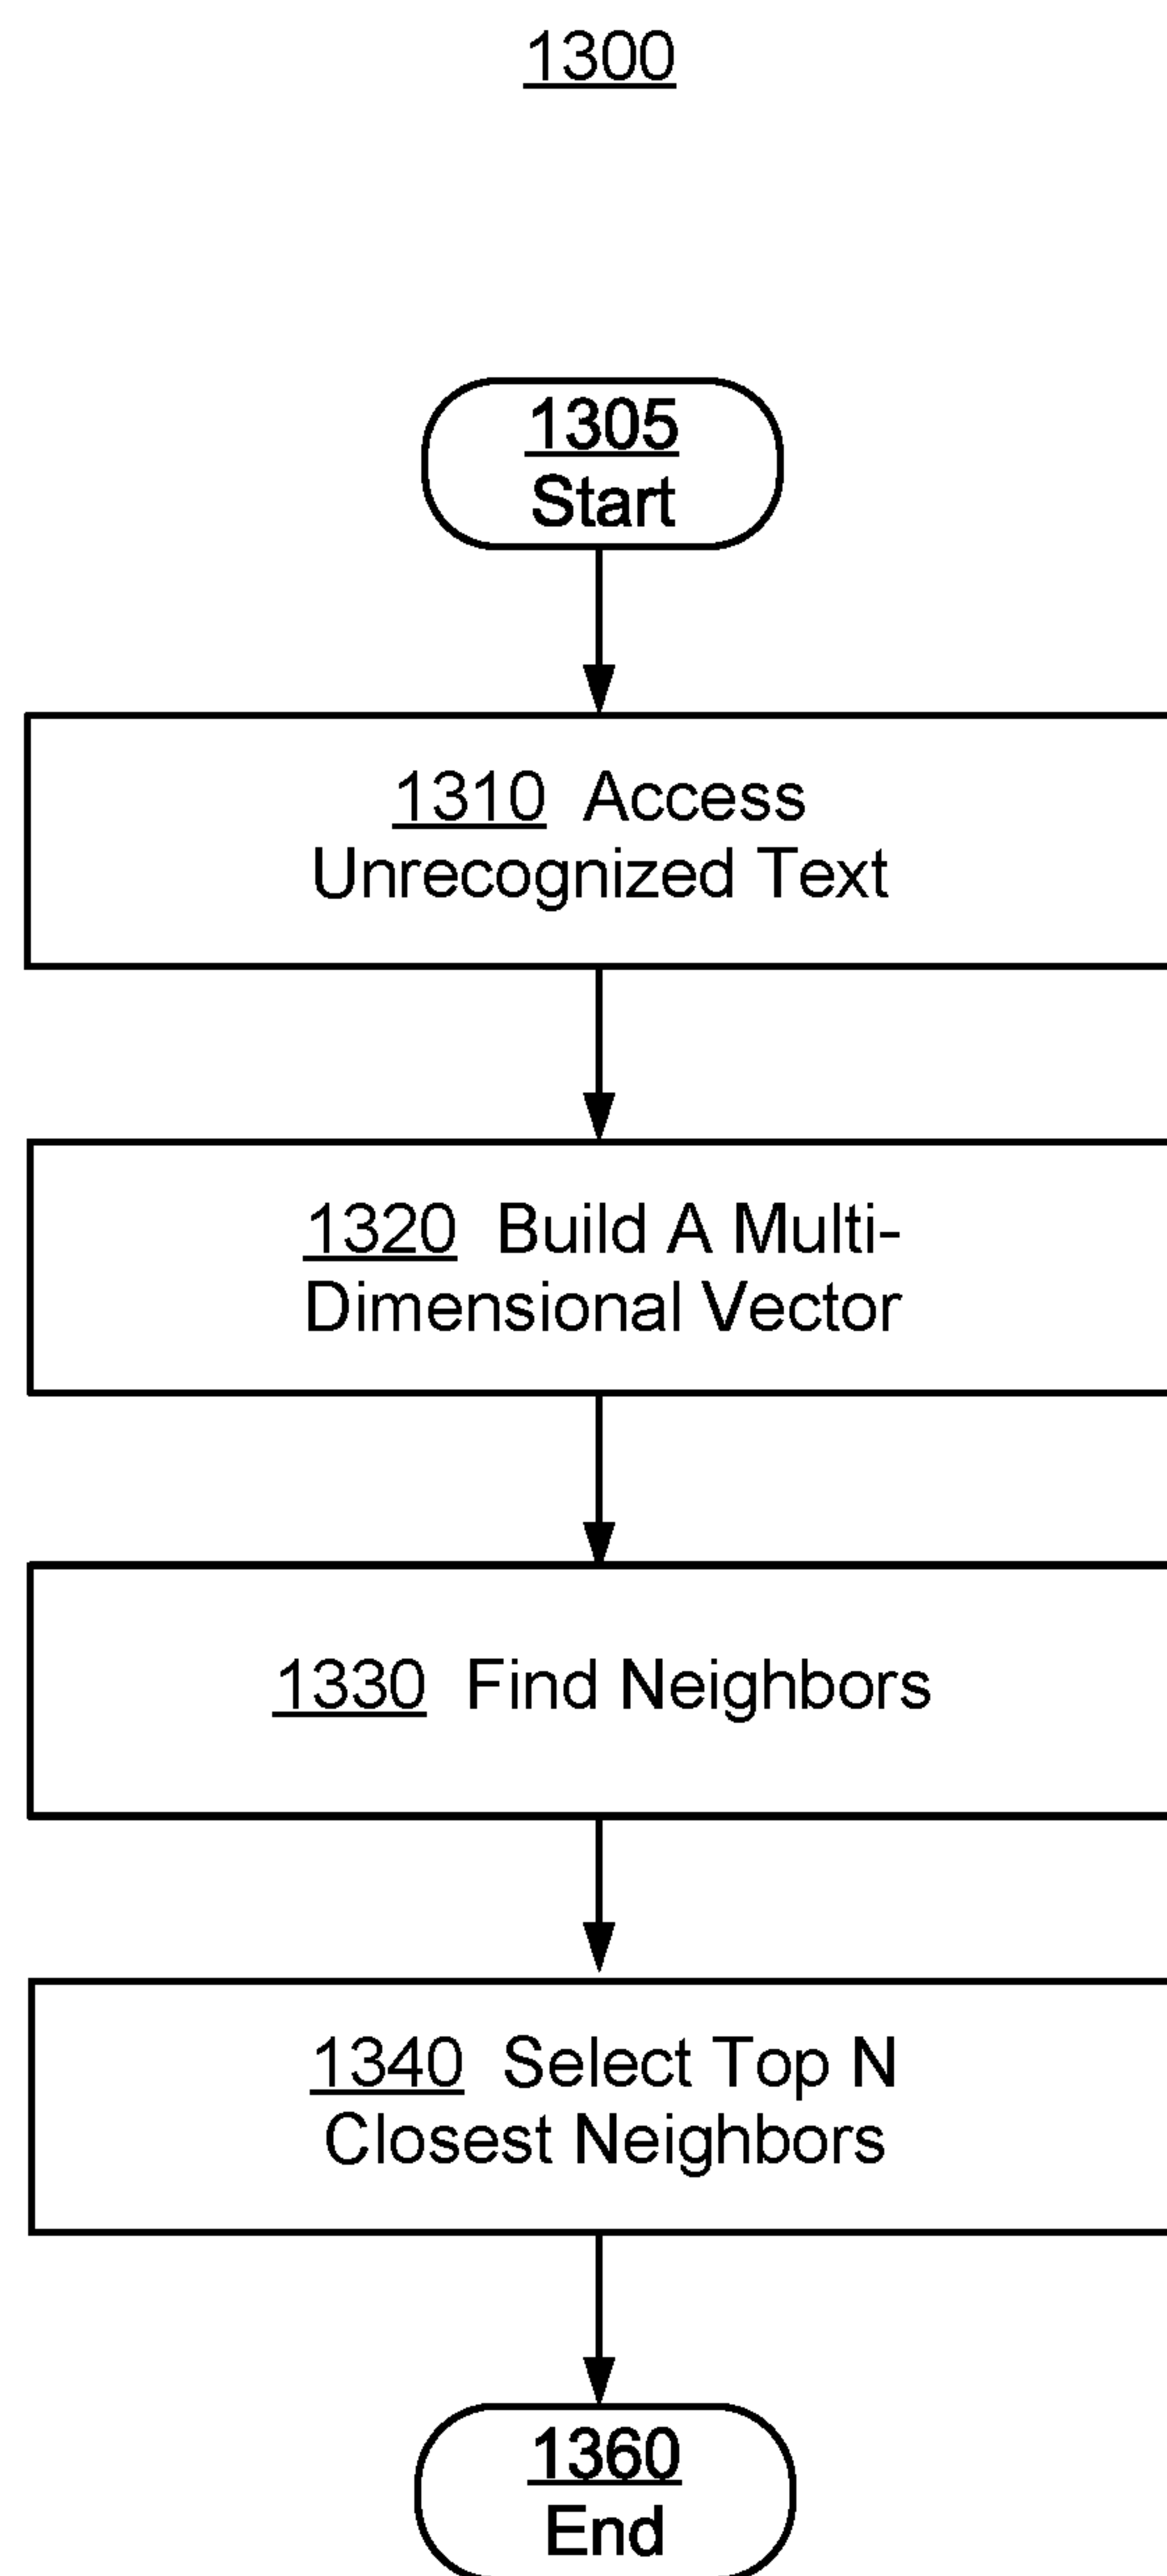 1300
1305
Start
1310 Access
Unrecognized Text
1320 Build A Multi-
Dimensional Vector
1330 Find Neighbors
1340 Select Top N
Closest Neighbors
1360
End